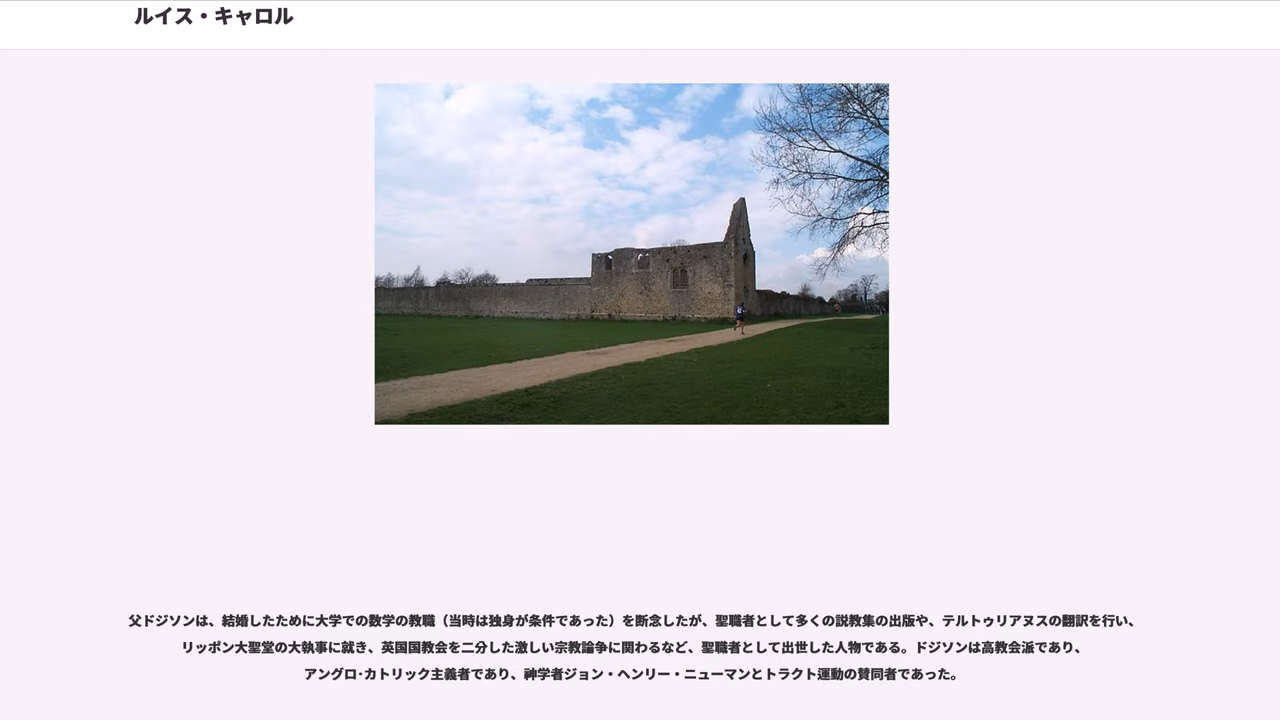 ルイス・キャロル
父ドジソンは、結婚したために大学での数学の教職（当時は独身が条件であった）を断念したが、聖職者として多くの説教集の出版や、テルトゥリアヌスの翻訳を行い、
リッポン大聖堂の大執事に就き、英国国教会を二分した激しい宗教論争に関わるなど、聖職者として出世した人物である。ドジソンは高教会派であり、
アングロ･カトリック主義者であり、神学者ジョン・ヘンリー・ニューマンとトラクト運動の賛同者であった。